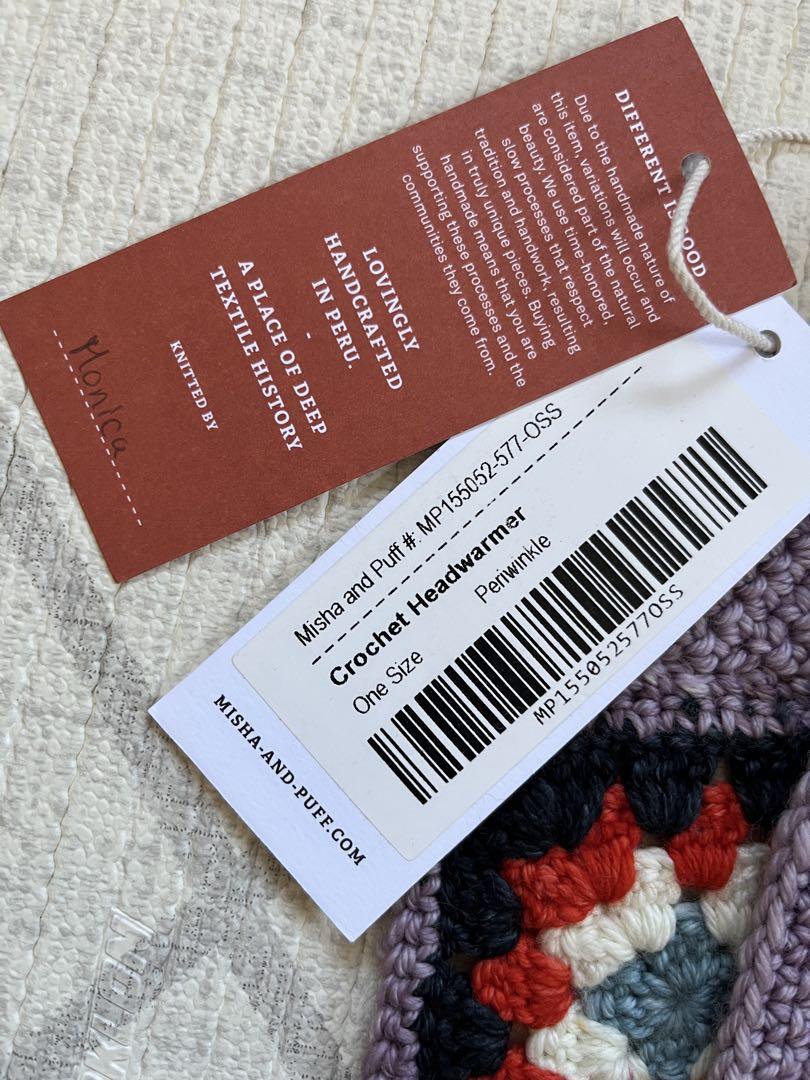 DIFFERENT IS GOOD
Due to the handmade nature of
this item, variations will occur and
are considered part of the natural
beauty. We use time-honored,
slow processes that respect
tradition and handwork, resulting
in truly unique pieces. Buying
handmade means that you are
supporting these processes and the
communities they come from.
LOVINGLY
HANDCRAFTED
IN PERU.
-
A PLACE OF DEEP
TEXTILE HISTORY
KNITTED BY
Monica
Misha and Puff #: MP155052-577-OSS
Crochet Headwarmer
Periwinkle
One Size
MP155052577OSS
MISHA-AND-PUFF.COM